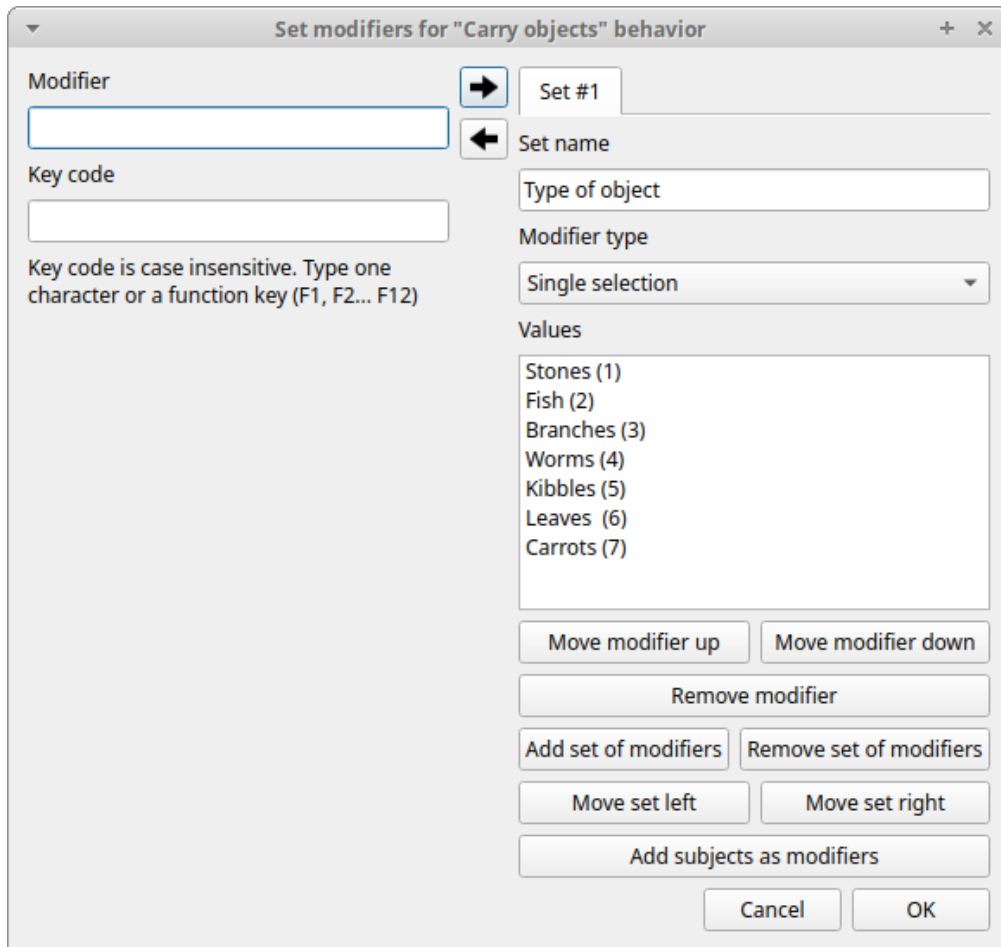 Set modifiers for "Carry objects" behavior
Modifier
Key code
Key code is case insensitive. Type one
character or a function key (F1, F2... F12)
Set #1
Set name
Type of object
Modifier type
Single selection
Values
Stones (1)
Fish (2)
Branches (3)
Worms (4)
Kibbles (5)
Leaves  (6)
Carrots (7)
Move modifier up
Move modifier down
Remove modifier
Add set of modifiers
Remove set of modifiers
Move set left
Move set right
Add subjects as modifiers
Cancel
OK